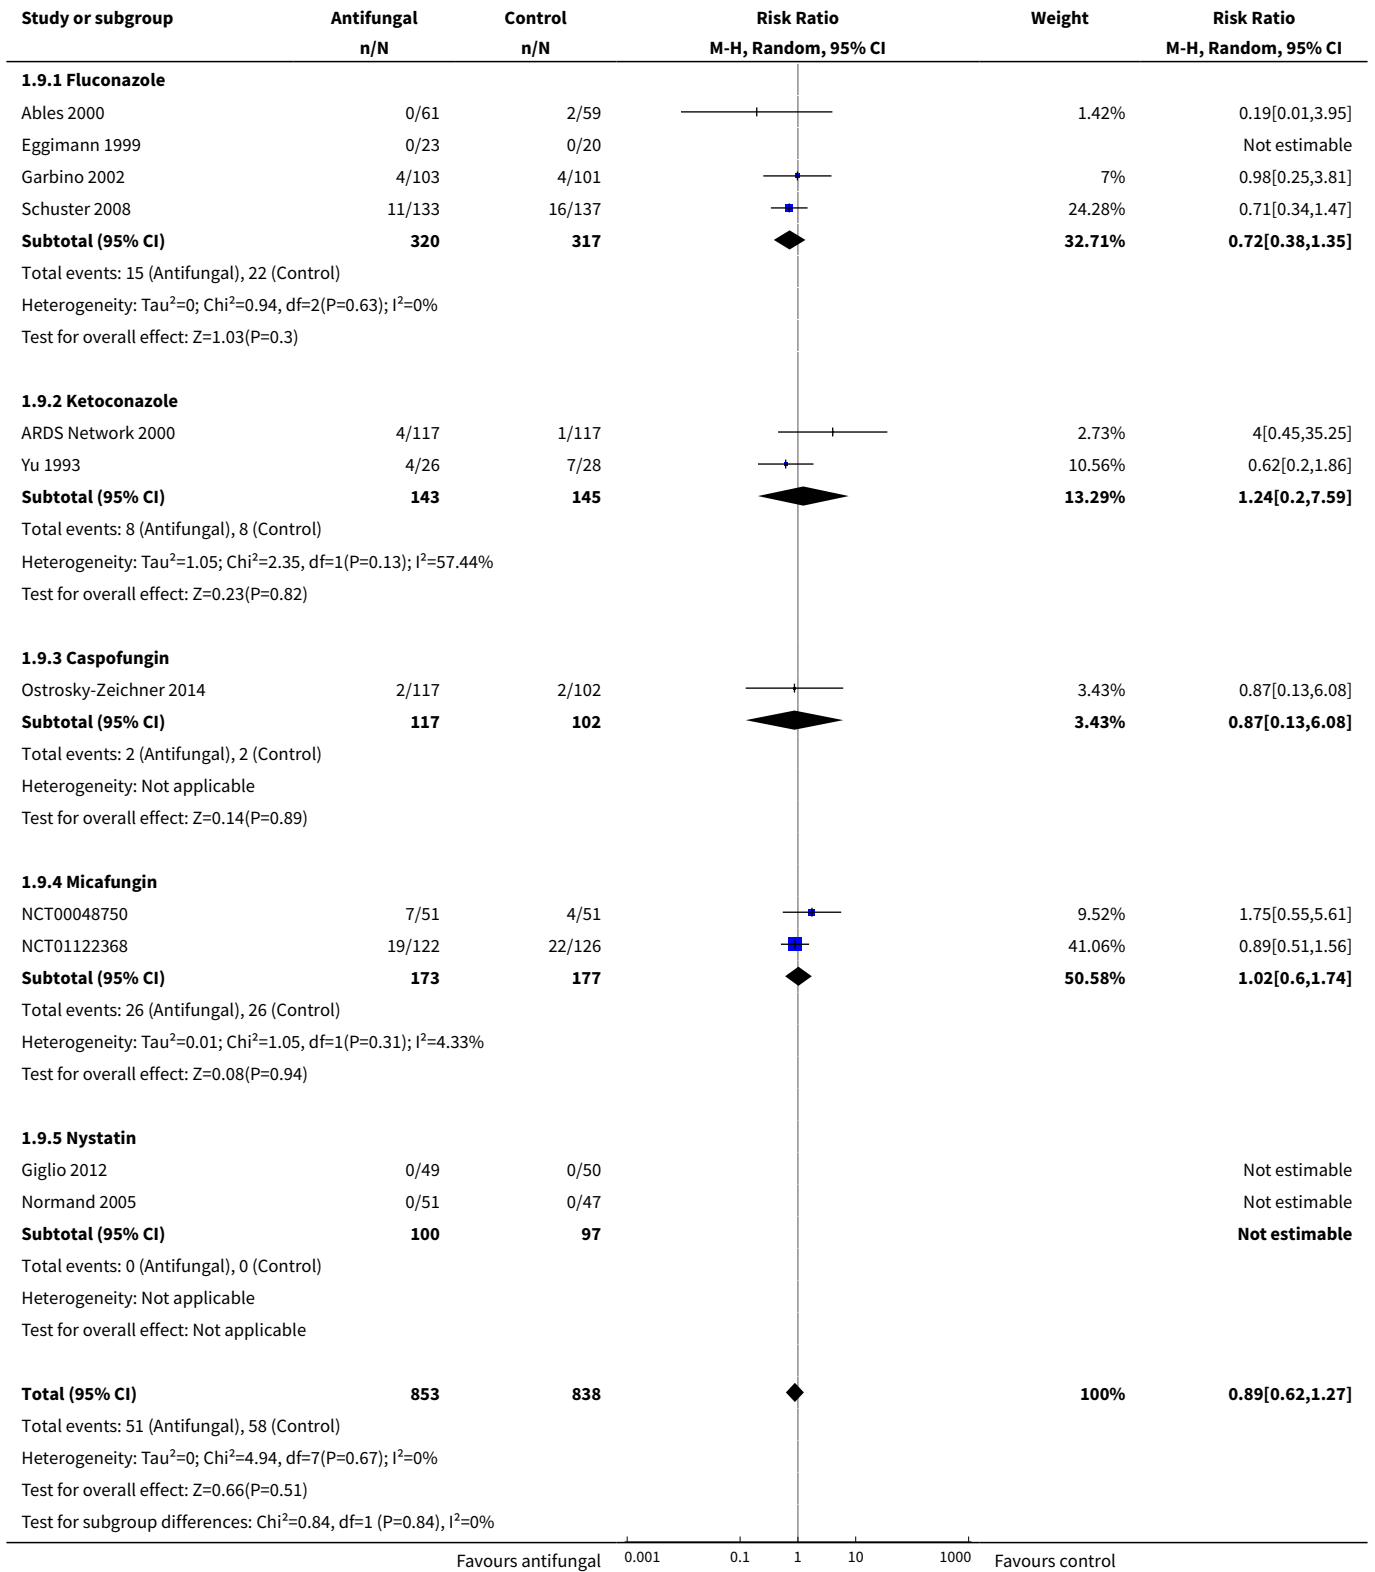 Study or subgroup Antifungal Control Risk Ratio Weight Risk Ratio
n/N n/N M-H, Random, 95% CI M-H, Random, 95% CI
1.9.1 Fluconazole
Ables 2000 0/61 2/59 1.42% 0.19[0.01,3.95]
Eggimann 1999 0/23 0/20 Not estimable
Garbino 2002 4/103 4/101 7% 0.98[0.25,3.81]
Schuster 2008 11/133 16/137 24.28% 0.71[0.34,1.47]
Subtotal (95% CI) 320 317 32.71% 0.72[0.38,1.35]
Total events: 15 (Antifungal), 22 (Control)
Heterogeneity: Tau²=0; Chi²=0.94, df=2(P=0.63); I²=0%
Test for overall effect: Z=1.03(P=0.3)
1.9.2 Ketoconazole
ARDS Network 2000 4/117 1/117 2.73% 4[0.45,35.25]
Yu 1993 4/26 7/28 10.56% 0.62[0.2,1.86]
Subtotal (95% CI) 143 145 13.29% 1.24[0.2,7.59]
Total events: 8 (Antifungal), 8 (Control)
Heterogeneity: Tau²=1.05; Chi²=2.35, df=1(P=0.13); I²=57.44%
Test for overall effect: Z=0.23(P=0.82)
1.9.3 Caspofungin
Ostrosky-Zeichner 2014 2/117 2/102 3.43% 0.87[0.13,6.08]
Subtotal (95% CI) 117 102 3.43% 0.87[0.13,6.08]
Total events: 2 (Antifungal), 2 (Control)
Heterogeneity: Not applicable
Test for overall effect: Z=0.14(P=0.89)
1.9.4 Micafungin
NCT00048750 7/51 4/51 9.52% 1.75[0.55,5.61]
NCT01122368 19/122 22/126 41.06% 0.89[0.51,1.56]
Subtotal (95% CI) 173 177 50.58% 1.02[0.6,1.74]
Total events: 26 (Antifungal), 26 (Control)
Heterogeneity: Tau²=0.01; Chi²=1.05, df=1(P=0.31); I²=4.33%
Test for overall effect: Z=0.08(P=0.94)
1.9.5 Nystatin
Giglio 2012 0/49 0/50 Not estimable
Normand 2005 0/51 0/47 Not estimable
Subtotal (95% CI) 100 97 Not estimable
Total events: 0 (Antifungal), 0 (Control)
Heterogeneity: Not applicable
Test for overall effect: Not applicable
Total (95% CI) 853 838 100% 0.89[0.62,1.27]
Total events: 51 (Antifungal), 58 (Control)
Heterogeneity: Tau²=0; Chi²=4.94, df=7(P=0.67); I²=0%
Test for overall effect: Z=0.66(P=0.51)
Test for subgroup differences: Chi²=0.84, df=1 (P=0.84), I²=0%
Favours antifungal 0.001 0.1 1 10 1000 Favours control